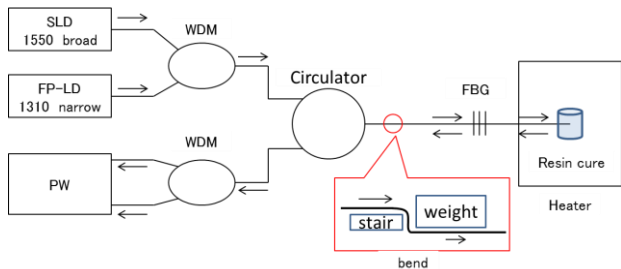 SLD
1550 broad
WDM
FP-LD
1310 narrow
Circulator
FBG
Resin cure
WDM
PW
Heater
stair
weight
bend